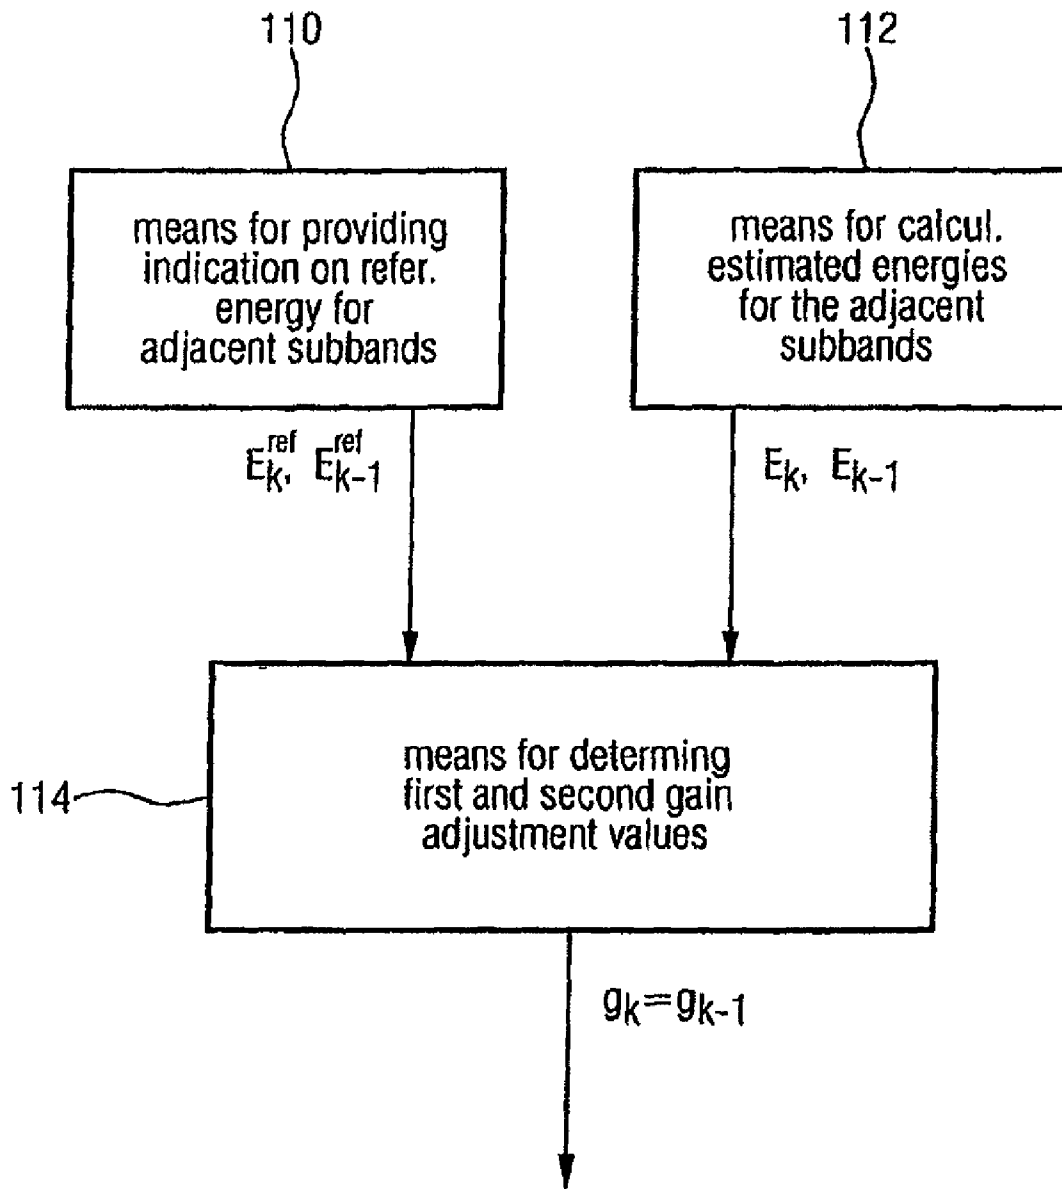 110
112
means for providing
indication on refer.
energy for
adjacent subbands
means for calcul.
estimated energies
for the adjacent
subbands
E_k^ref, E_k-1^ref
E_k, E_k-1
114
means for determing
first and second gain
adjustment values
g_k=g_k-1